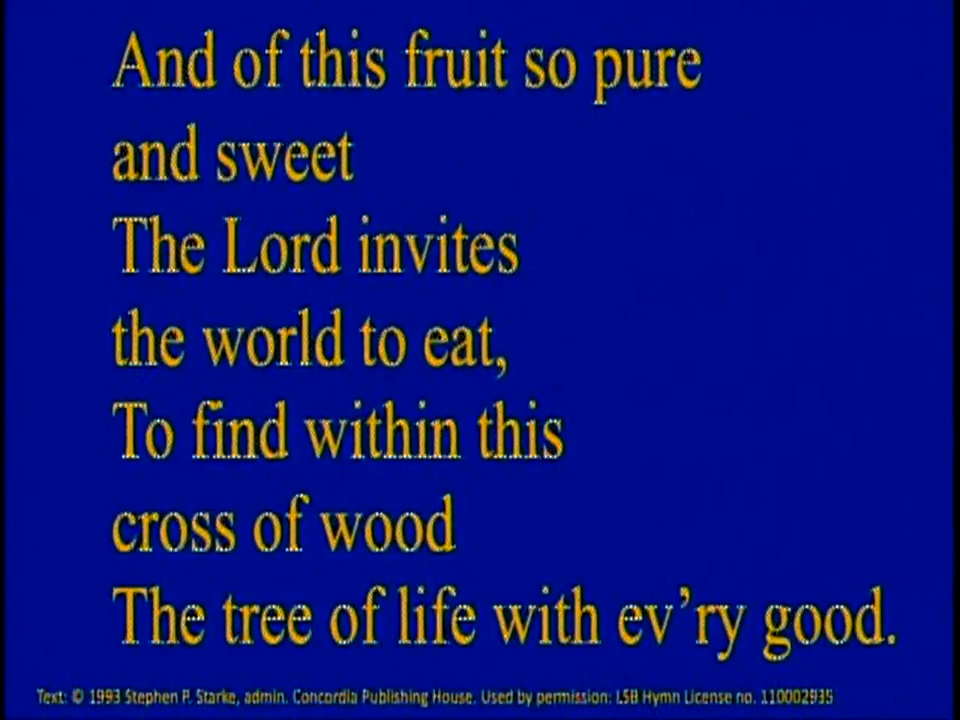 And of this fruit so pure
and sweet
The Lord invites
the world to eat,
To find within this
cross of wood
The tree of life with ev’ry good.
Text: © 1993 Stephen P. Starke, admin. Concordia Publishing House. Used by permission: LSB Hymn License no. 110002935